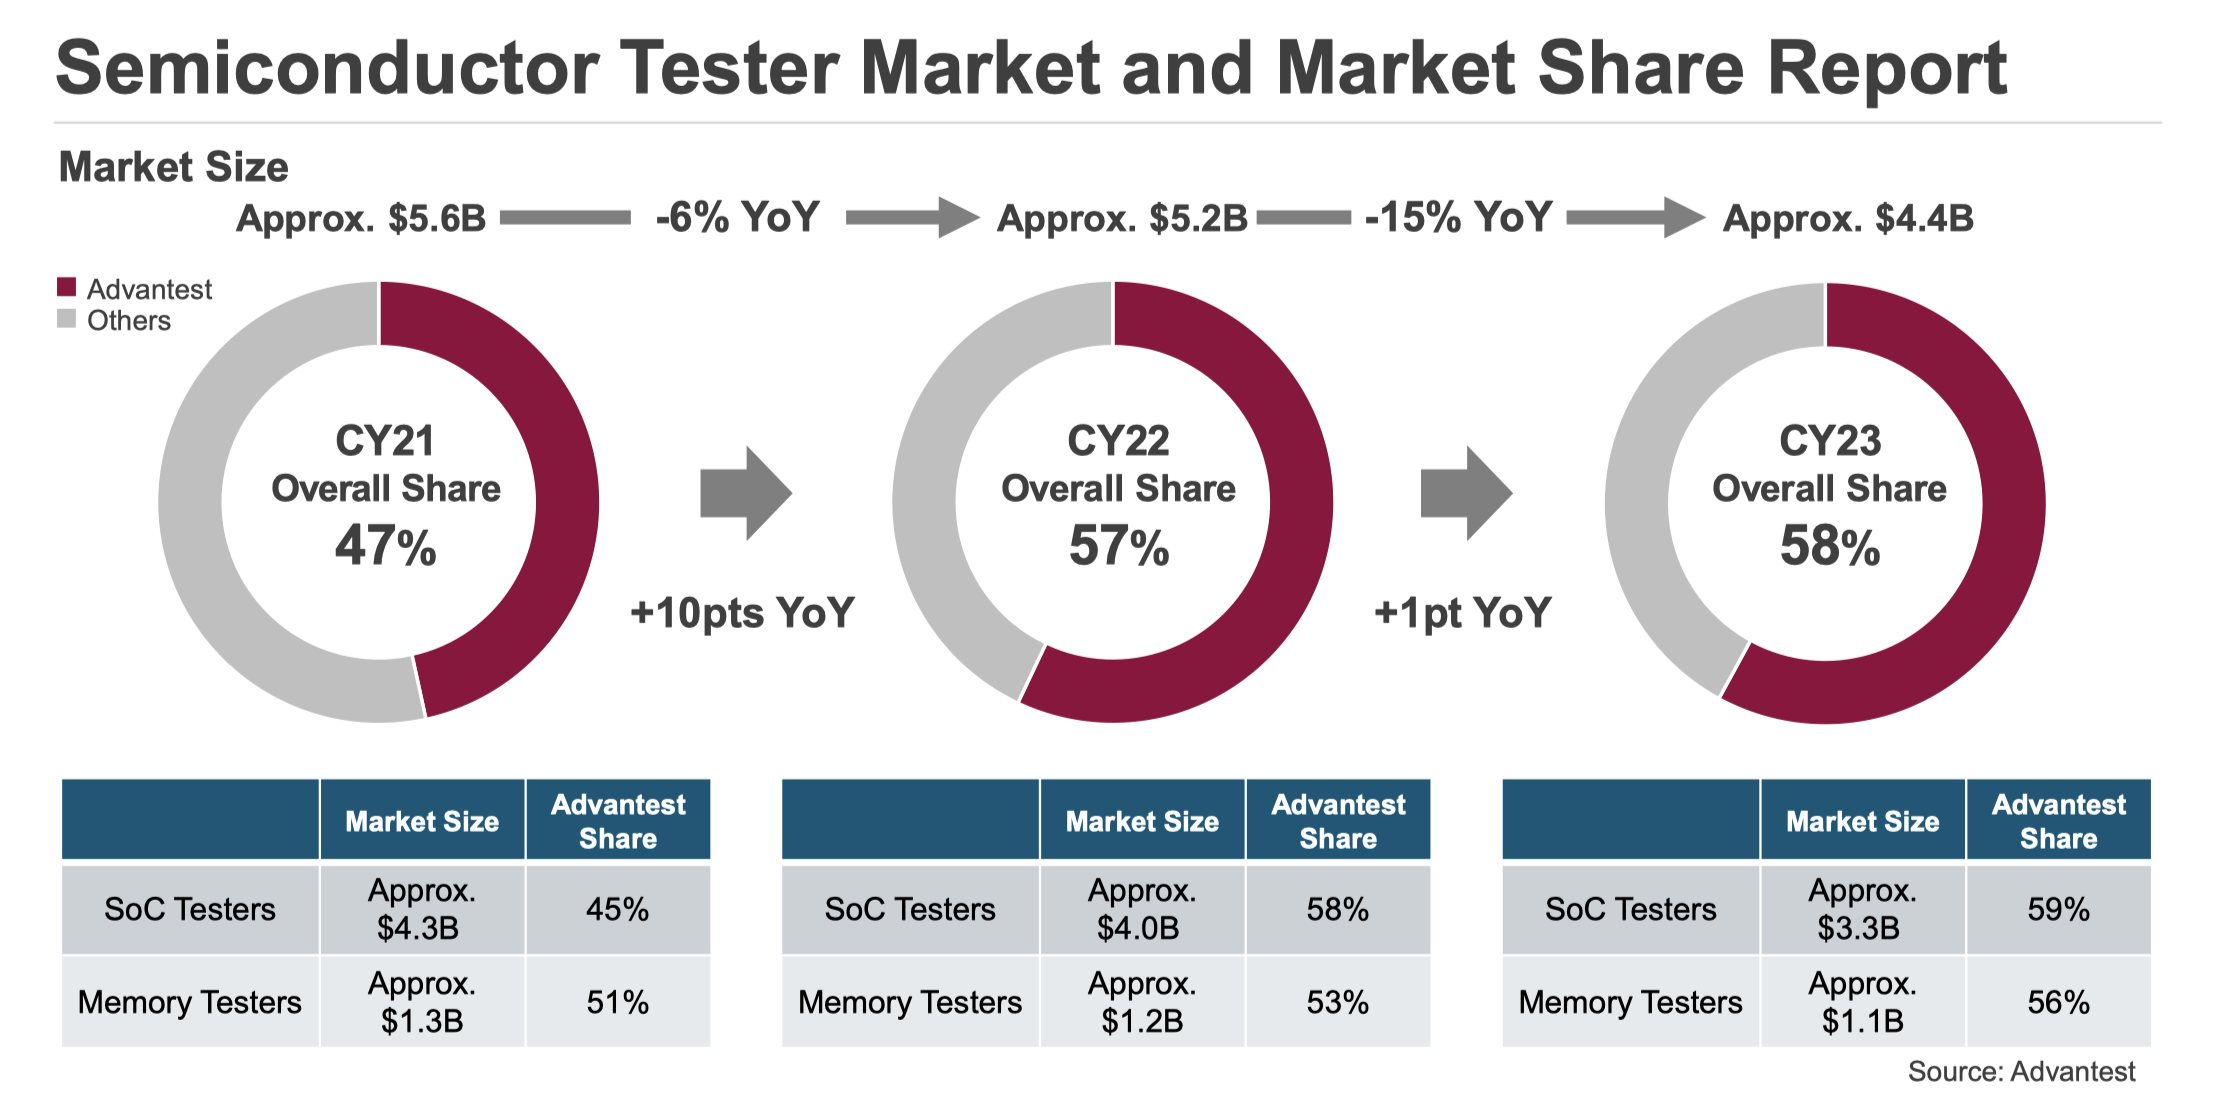 Semiconductor Tester Market and Market Share Report
Market Size
Approx. $5.6B -6% YoY Approx. $5.2B -15% YoY Approx. $4.4B
Advantest
Others
CY21
Overall Share
47%
+10pts YoY
CY22
Overall Share
57%
+1pt YoY
CY23
Overall Share
58%
Market Size
Advantest
Share
SoC Testers
Approx.
$4.3B
45%
Memory Testers
Approx.
$1.3B
51%
Market Size
Advantest
Share
SoC Testers
Approx.
$4.0B
58%
Memory Testers
Approx.
$1.2B
53%
Market Size
Advantest
Share
SoC Testers
Approx.
$3.3B
59%
Memory Testers
Approx.
$1.1B
56%
Source: Advantest